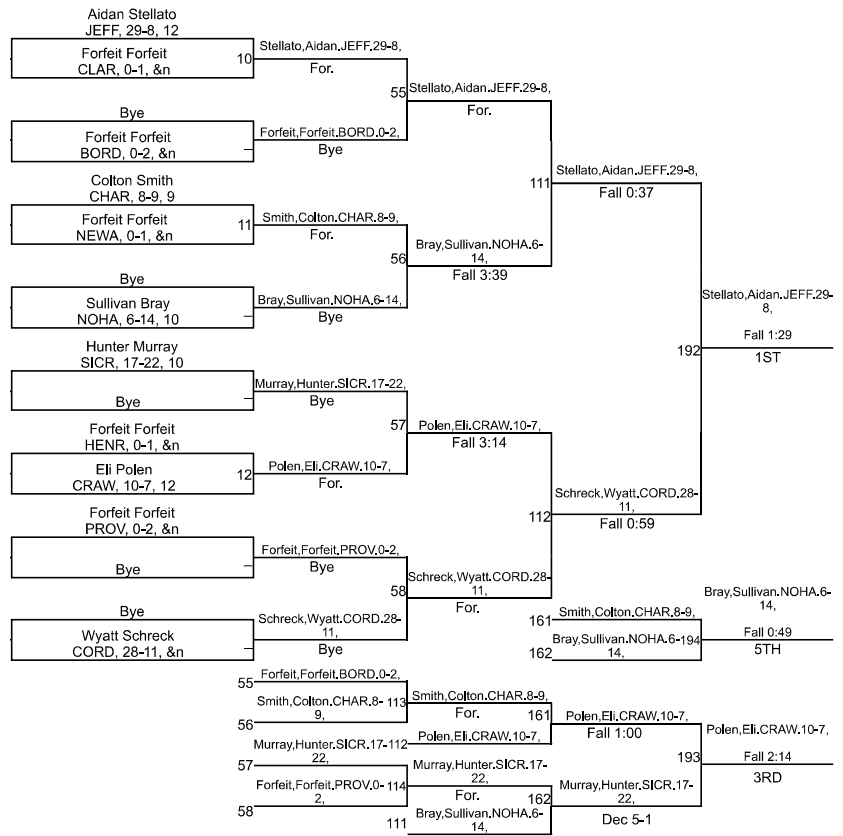 Aidan Stellato
JEFF, 29-8, 12
Forfeit Forfeit
CLAR, 0-1, &n
10
Stellato,Aidan.JEFF.29-8,
For.
Bye
Forfeit Forfeit
BORD, 0-2, &n
Forfeit,Forfeit.BORD.0-2,
Bye
55
Stellato,Aidan.JEFF.29-8,
For.
Colton Smith
CHAR, 8-9, 9
Forfeit Forfeit
NEWA, 0-1, &n
11
Smith,Colton.CHAR.8-9,
For.
Bye
Sullivan Bray
NOHA, 6-14, 10
Bray,Sullivan.NOHA.6-14,
Bye
56
Bray,Sullivan.NOHA.6-
14,
Fall 3:39
111
Stellato,Aidan.JEFF.29-8,
Fall 0:37
Hunter Murray
SICR, 17-22, 10
Bye
Murray,Hunter.SICR.17-22,
Bye
Forfeit Forfeit
HENR, 0-1, &n
Eli Polen
CRAW, 10-7, 12
12
Polen,Eli.CRAW.10-7,
For.
57
Polen,Eli.CRAW.10-7,
Fall 3:14
Forfeit Forfeit
PROV, 0-2, &n
Bye
Forfeit,Forfeit.PROV.0-2,
Bye
Bye
Wyatt Schreck
CORD, 28-11, &n
Schreck,Wyatt.CORD.28-
11,
Bye
58
Schreck,Wyatt.CORD.28-
11,
For.
112
Schreck,Wyatt.CORD.28-
11,
Fall 0:59
192
Stellato,Aidan.JEFF.29-
8,
Fall 1:29
1ST
161
Smith,Colton.CHAR.8-9,
162
Bray,Sullivan.NOHA.6-
14,
194
Bray,Sullivan.NOHA.6-
14,
Fall 0:49
5TH
55
Forfeit,Forfeit.BORD.0-2,
56
Smith,Colton.CHAR.8-
9,
113
Smith,Colton.CHAR.8-9,
For.
112
Polen,Eli.CRAW.10-7,
161
Polen,Eli.CRAW.10-7,
Fall 1:00
57
Murray,Hunter.SICR.17-
22,
58
Forfeit,Forfeit.PROV.0-
2,
114
Murray,Hunter.SICR.17-
22,
For.
111
Bray,Sullivan.NOHA.6-
14,
162
Murray,Hunter.SICR.17-
22,
Dec 5-1
193
Polen,Eli.CRAW.10-7,
Fall 2:14
3RD